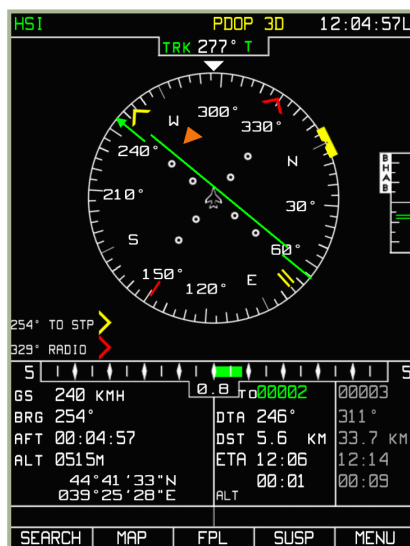 HSI PDOP 3D 12:04:57L
TRK 277° T
300°
W 330°
240° N
210° 30°
S 60°
150° E
120°
B
H
A
B
254° TO STP
329° RADIO
5 0.8 5
GS 240 KMH TO 00002 00003
BRG 254° DTA 246° 311°
AFT 00:04:57 DST 5.6 KM 33.7 KM
ALT 0515M ETA 12:06 12:14
44°41'33"N 00:01 00:09
039°25'28"E ALT
SEARCH MAP FPL SUSP MENU